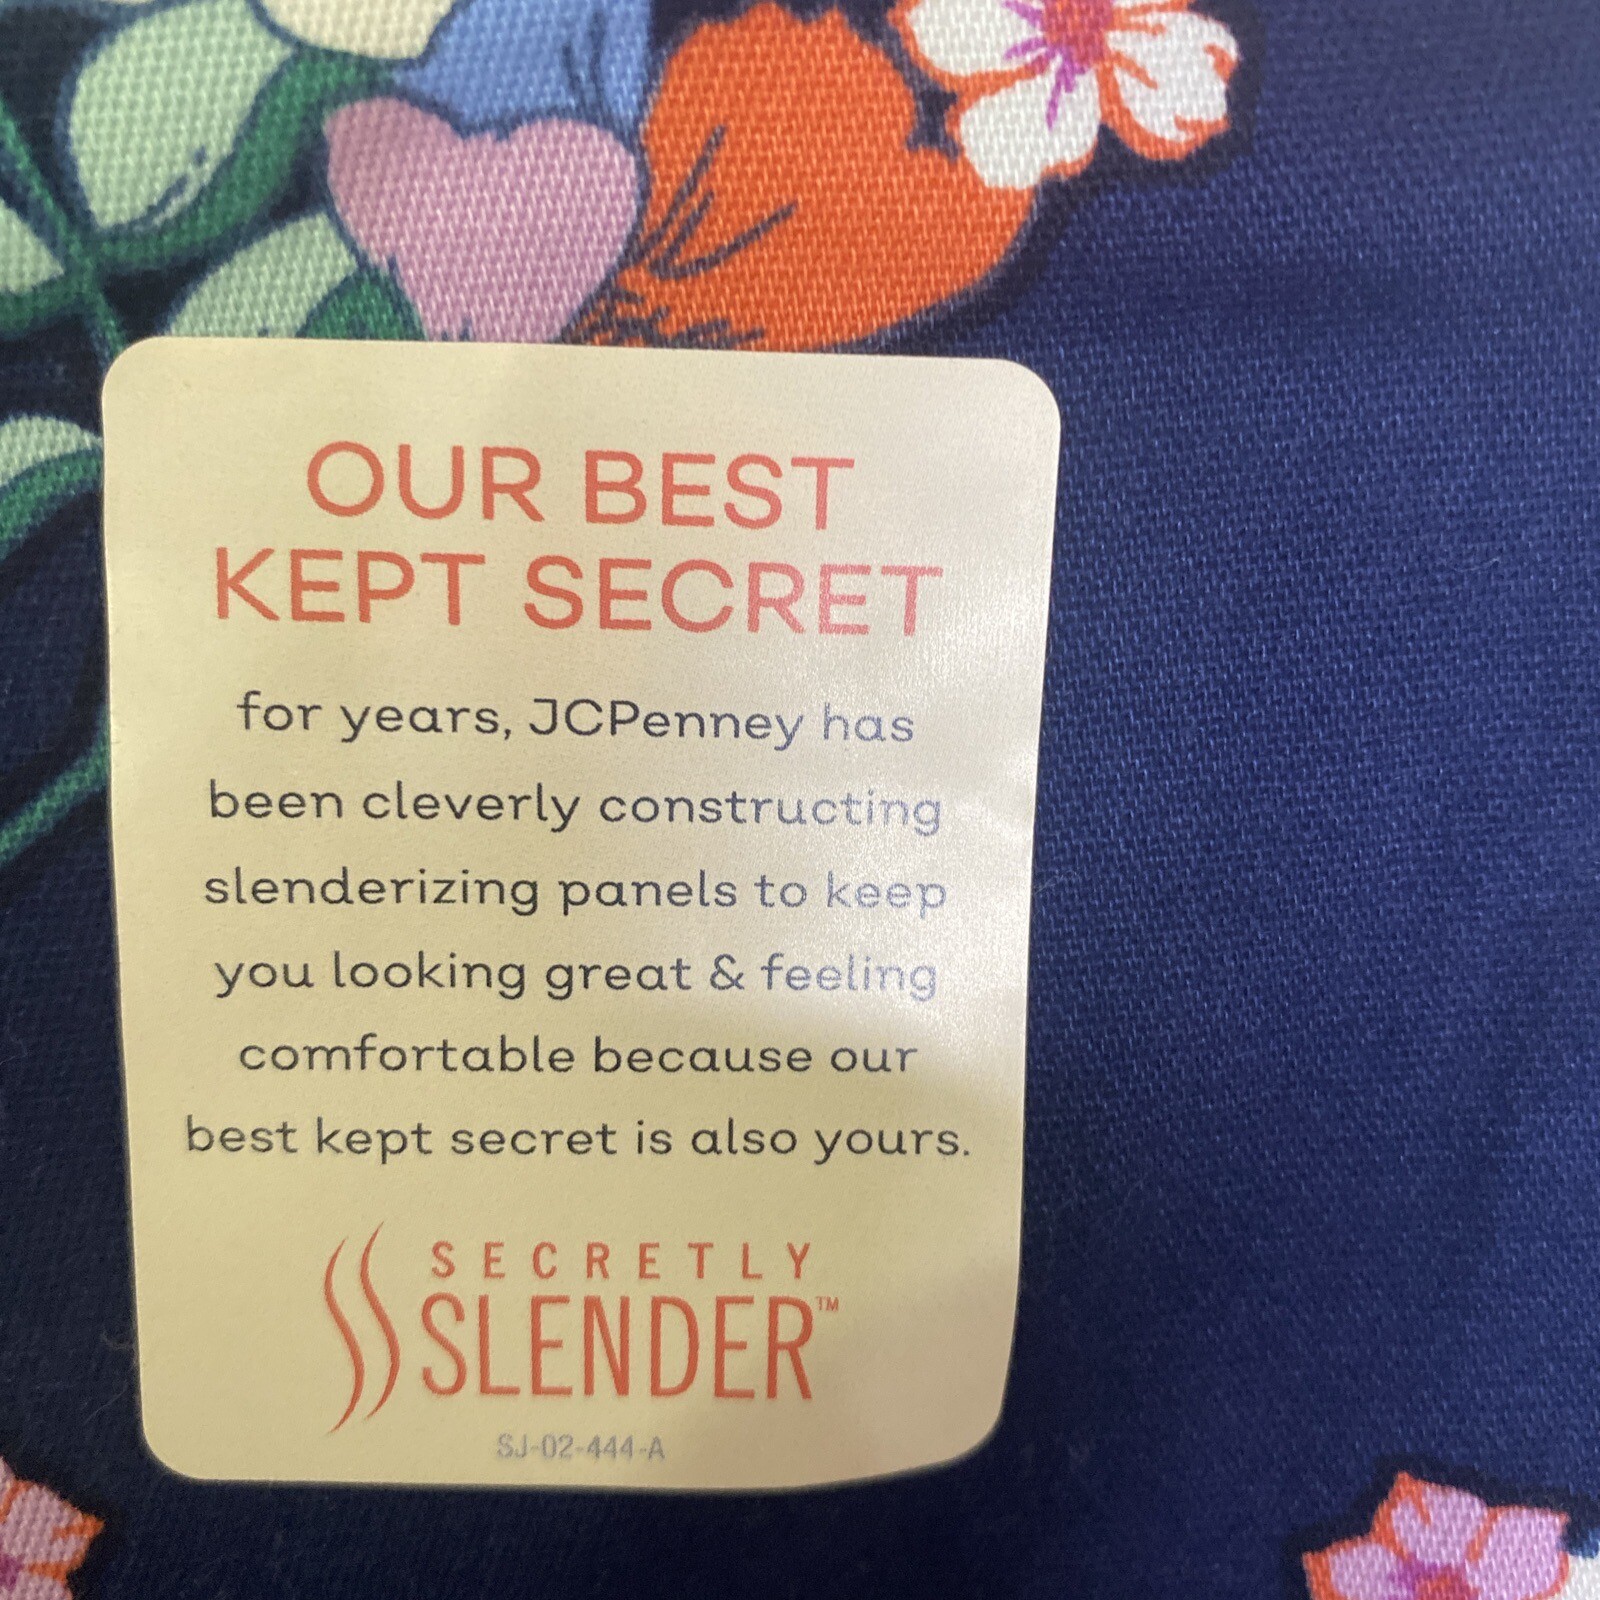 OUR BEST
KEPT SECRET
for years, JCPenney has
been cleverly constructing
slenderizing panels to keep
you looking great & feeling
comfortable because our
best kept secret is also yours.
SECRETLY
SLENDER™
SJ-02-444-A